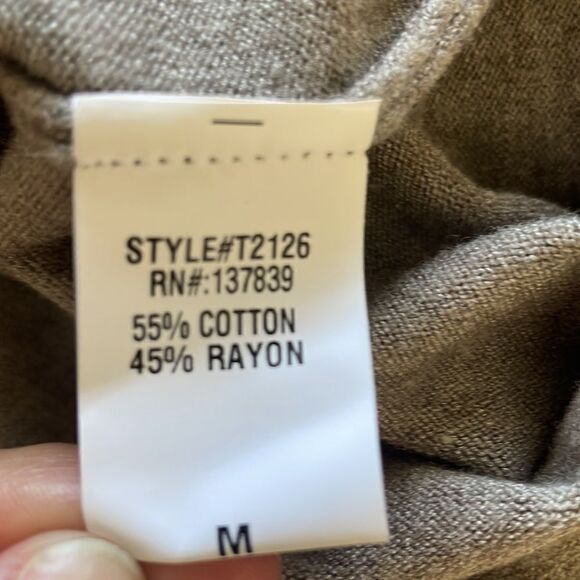 STYLE#T2126
RN#:137839
55% COTTON
45% RAYON
M